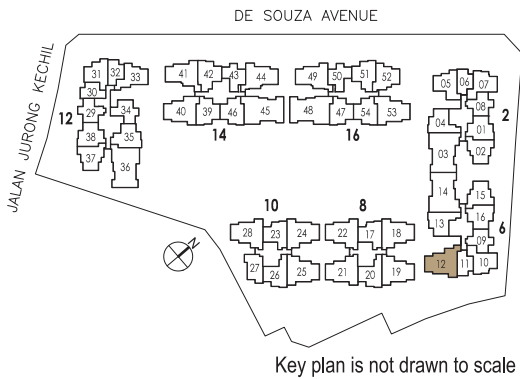 DE SOUZA AVENUE
JALAN JURONG KECHIL
31 32 33
30
29 34
12
38 35
37 36
41 42 43 44
40 39 46 45
14
49 50 51 52
48 47 54 53
16
05 06 07
08
2
04 01
03 02
14 15
13 16
6
09
12 11 10
10
28 23 24
27 26 25
8
22 17 18
21 20 19
N
Key plan is not drawn to scale